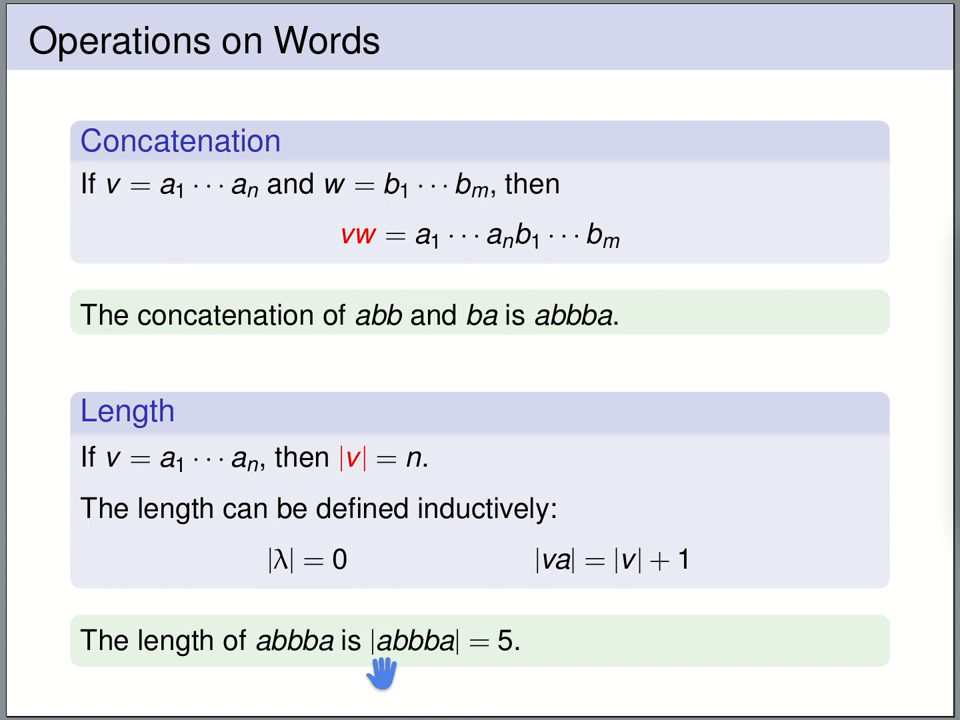 Operations on Words
Concatenation
If v = a₁ ··· aₙ and w = b₁ ··· bₘ, then
vw = a₁ ··· aₙb₁ ··· bₘ
The concatenation of abb and ba is abbba.
Length
If v = a₁ ··· aₙ, then |v| = n.
The length can be defined inductively:
|λ| = 0 |va| = |v| + 1
The length of abbba is |abbba| = 5.